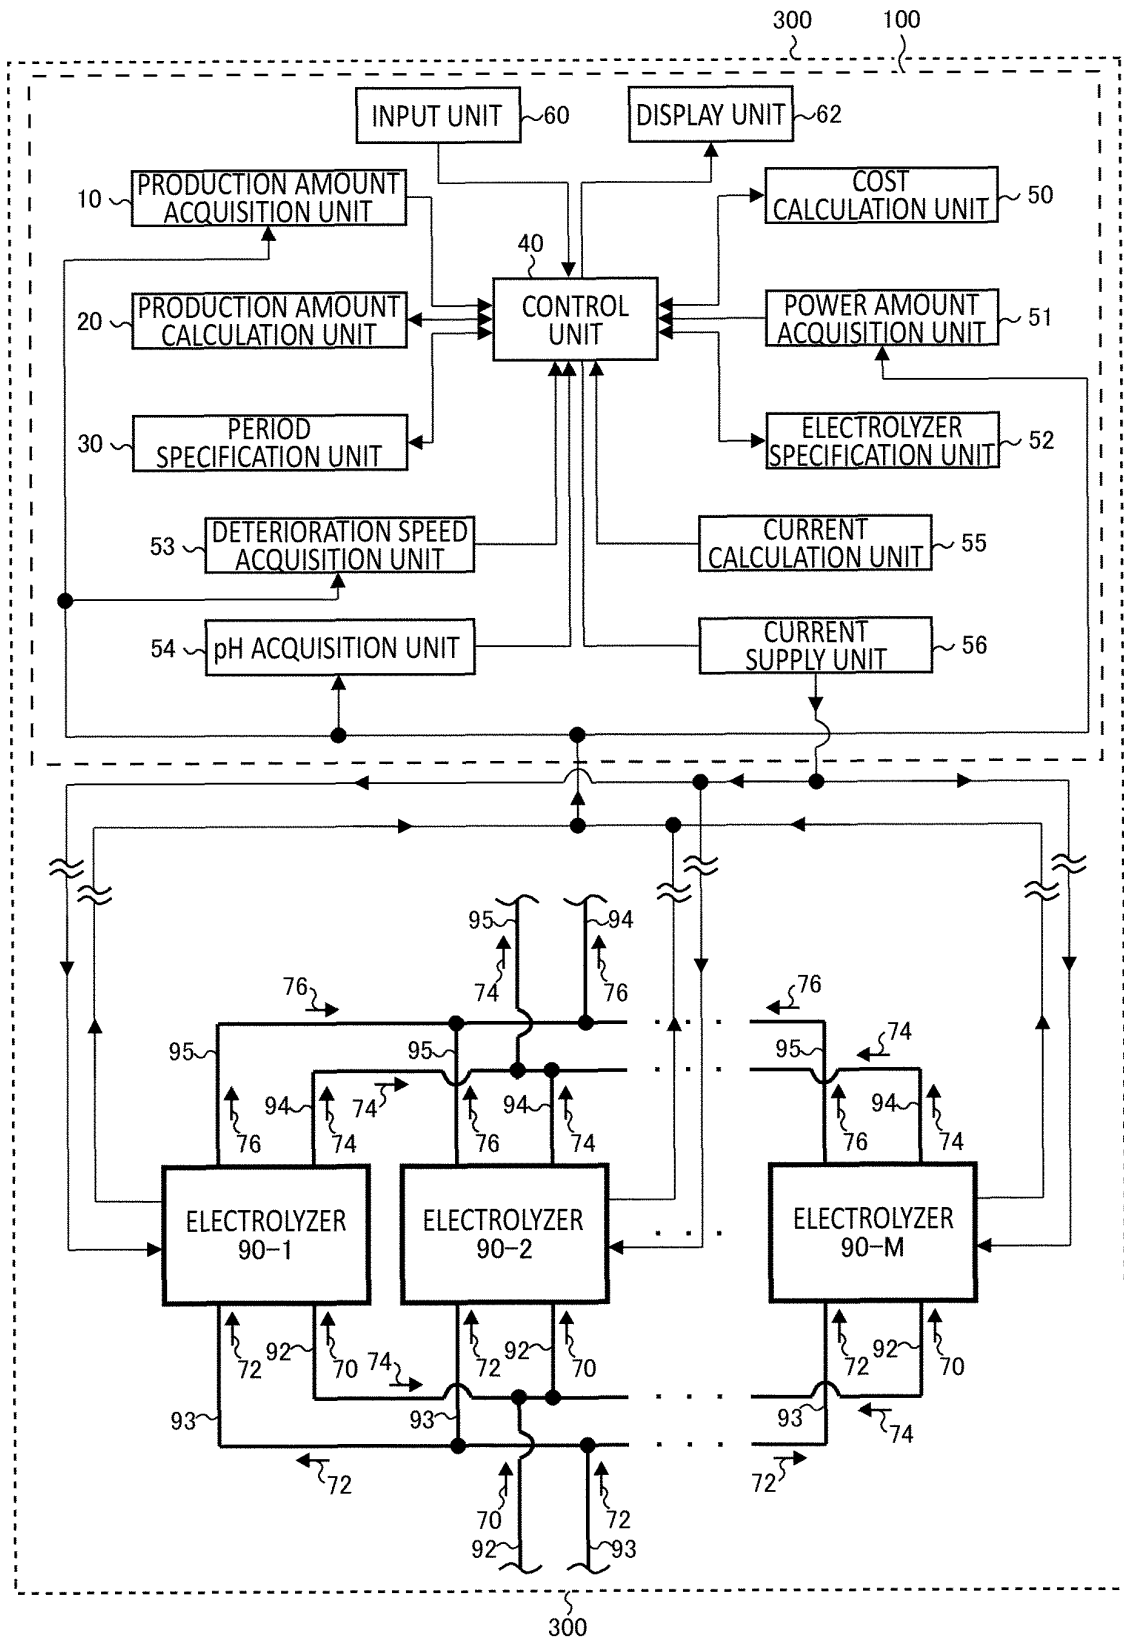 300
100
INPUT UNIT
60
DISPLAY UNIT
62
10
PRODUCTION AMOUNT
ACQUISITION UNIT
COST
CALCULATION UNIT
50
40
CONTROL
UNIT
20
PRODUCTION AMOUNT
CALCULATION UNIT
POWER AMOUNT
ACQUISITION UNIT
51
30
PERIOD
SPECIFICATION UNIT
ELECTROLYZER
SPECIFICATION UNIT
52
53
DETERIORATION SPEED
ACQUISITION UNIT
CURRENT
CALCULATION UNIT
55
54
pH ACQUISITION UNIT
CURRENT
SUPPLY UNIT
56
95
94
74
76
76
76
95
95
95
74
94
74
94
94
76
74
76
74
76
74
ELECTROLYZER
90-1
ELECTROLYZER
90-2
ELECTROLYZER
90-M
72
92
70
72
92
70
72
92
70
74
93
93
93
74
72
72
70
72
92
93
300